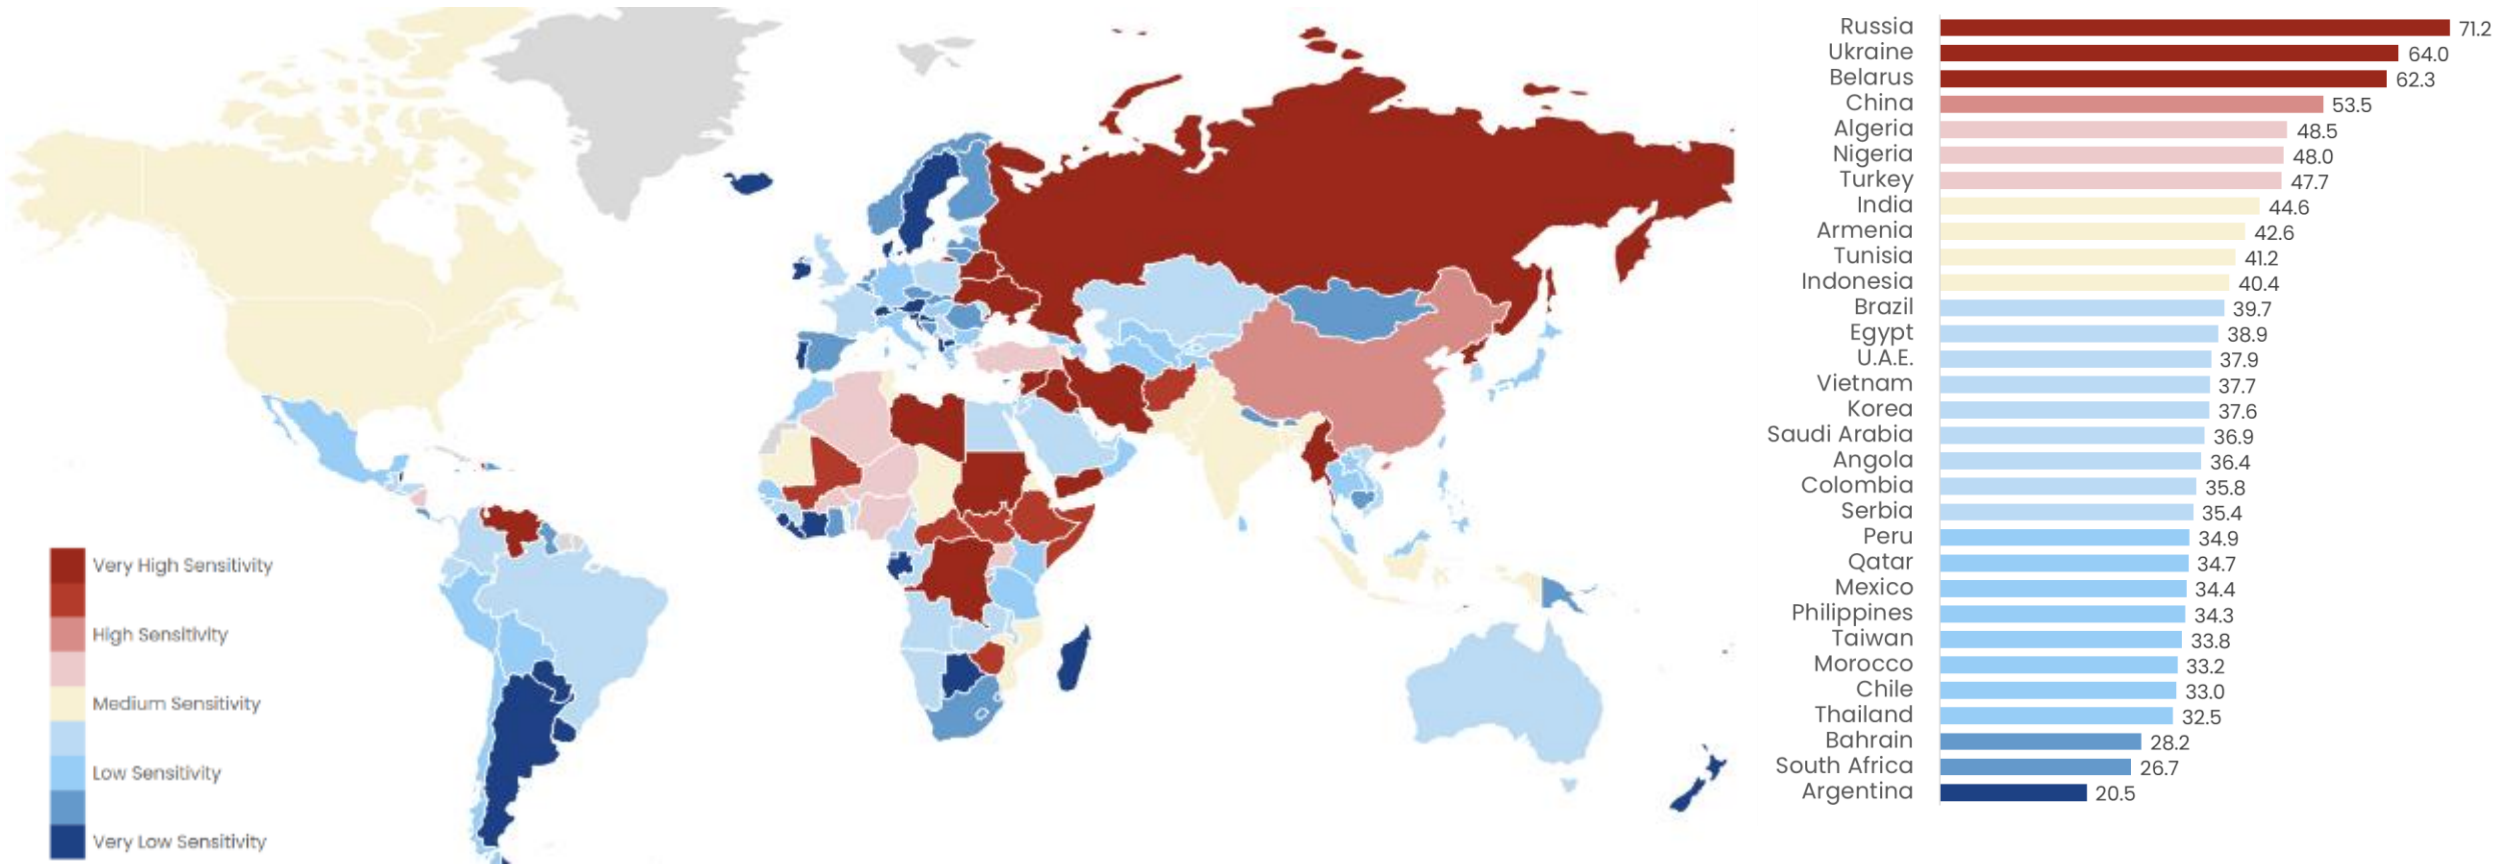 Very High Sensitivity
High Sensitivity
Medium Sensitivity
Low Sensitivity
Very Low Sensitivity
Russia 71.2
Ukraine 64.0
Belarus 62.3
China 53.5
Algeria 48.5
Nigeria 48.0
Turkey 47.7
India 44.6
Armenia 42.6
Tunisia 41.2
Indonesia 40.4
Brazil 39.7
Egypt 38.9
U.A.E. 37.9
Vietnam 37.7
Korea 37.6
Saudi Arabia 36.9
Angola 36.4
Colombia 35.8
Serbia 35.4
Peru 34.9
Qatar 34.7
Mexico 34.4
Philippines 34.3
Taiwan 33.8
Morocco 33.2
Chile 33.0
Thailand 32.5
Bahrain 28.2
South Africa 26.7
Argentina 20.5